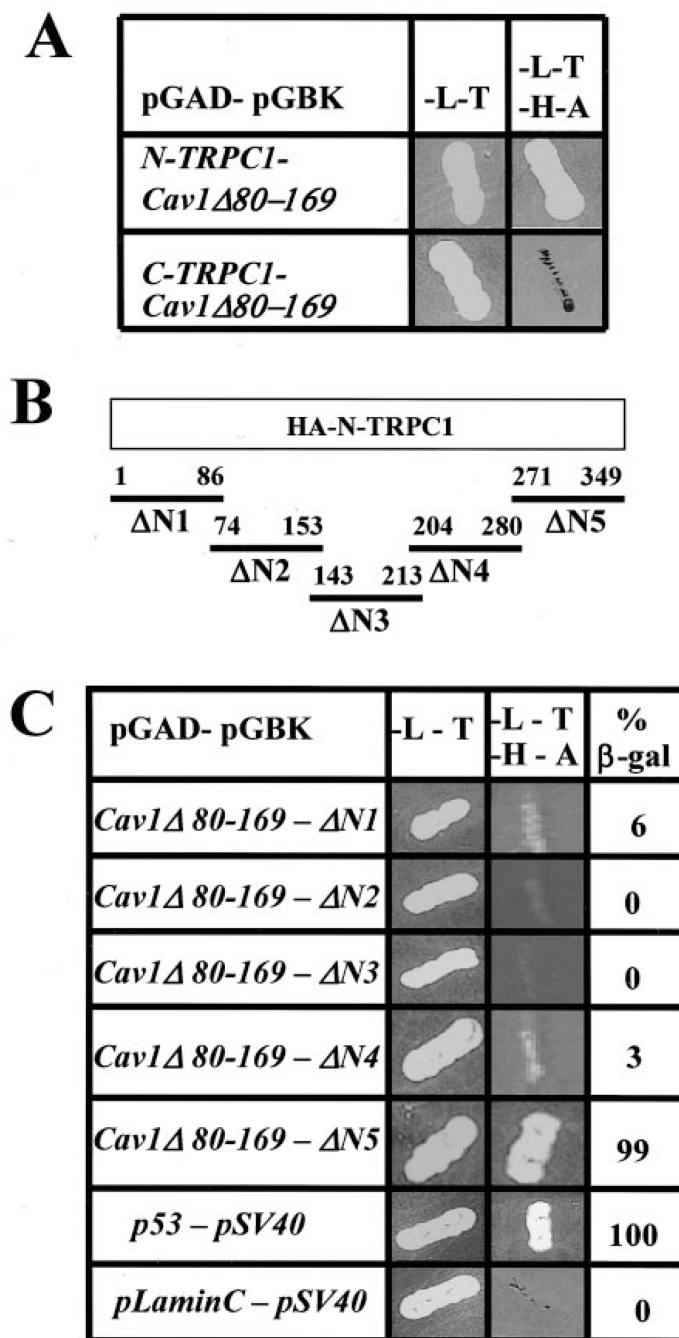 A
pGAD- pGBK
-L-T
-L-T
-H-A
N-TRPC1-
Cav1Δ80–169
C-TRPC1-
Cav1Δ80–169
B
HA-N-TRPC1
1 86
271 349
ΔN1
ΔN5
74 153
204 280
ΔN2
ΔN4
143 213
ΔN3
C
pGAD- pGBK
-L - T
-L - T
-H - A
%
β-gal
Cav1Δ 80-169 – ΔN1
6
Cav1Δ 80-169 – ΔN2
0
Cav1Δ 80-169 – ΔN3
0
Cav1Δ 80-169 – ΔN4
3
Cav1Δ 80-169 – ΔN5
99
p53 – pSV40
100
pLaminC – pSV40
0